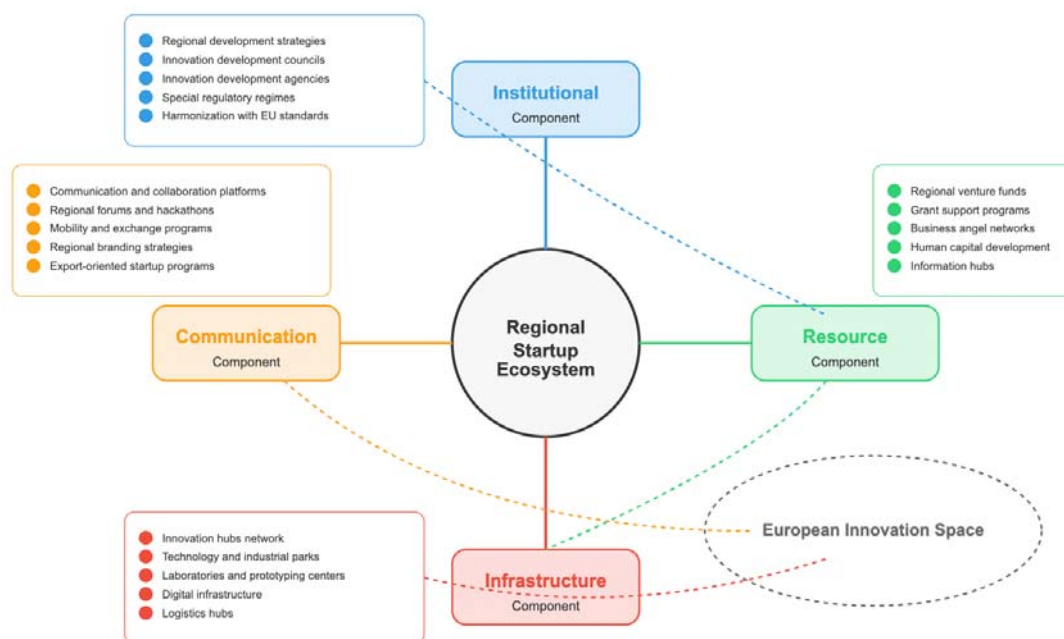 Regional development strategies
Innovation development councils
Innovation development agencies
Special regulatory regimes
Harmonization with EU standards
Institutional
Component
Communication and collaboration platforms
Regional forums and hackathons
Mobility and exchange programs
Regional branding strategies
Export-oriented startup programs
Regional venture funds
Grant support programs
Business angel networks
Human capital development
Information hubs
Communication
Component
Regional
Startup
Ecosystem
Resource
Component
Innovation hubs network
Technology and industrial parks
Laboratories and prototyping centers
Digital infrastructure
Logistics hubs
Infrastructure
Component
European Innovation Space